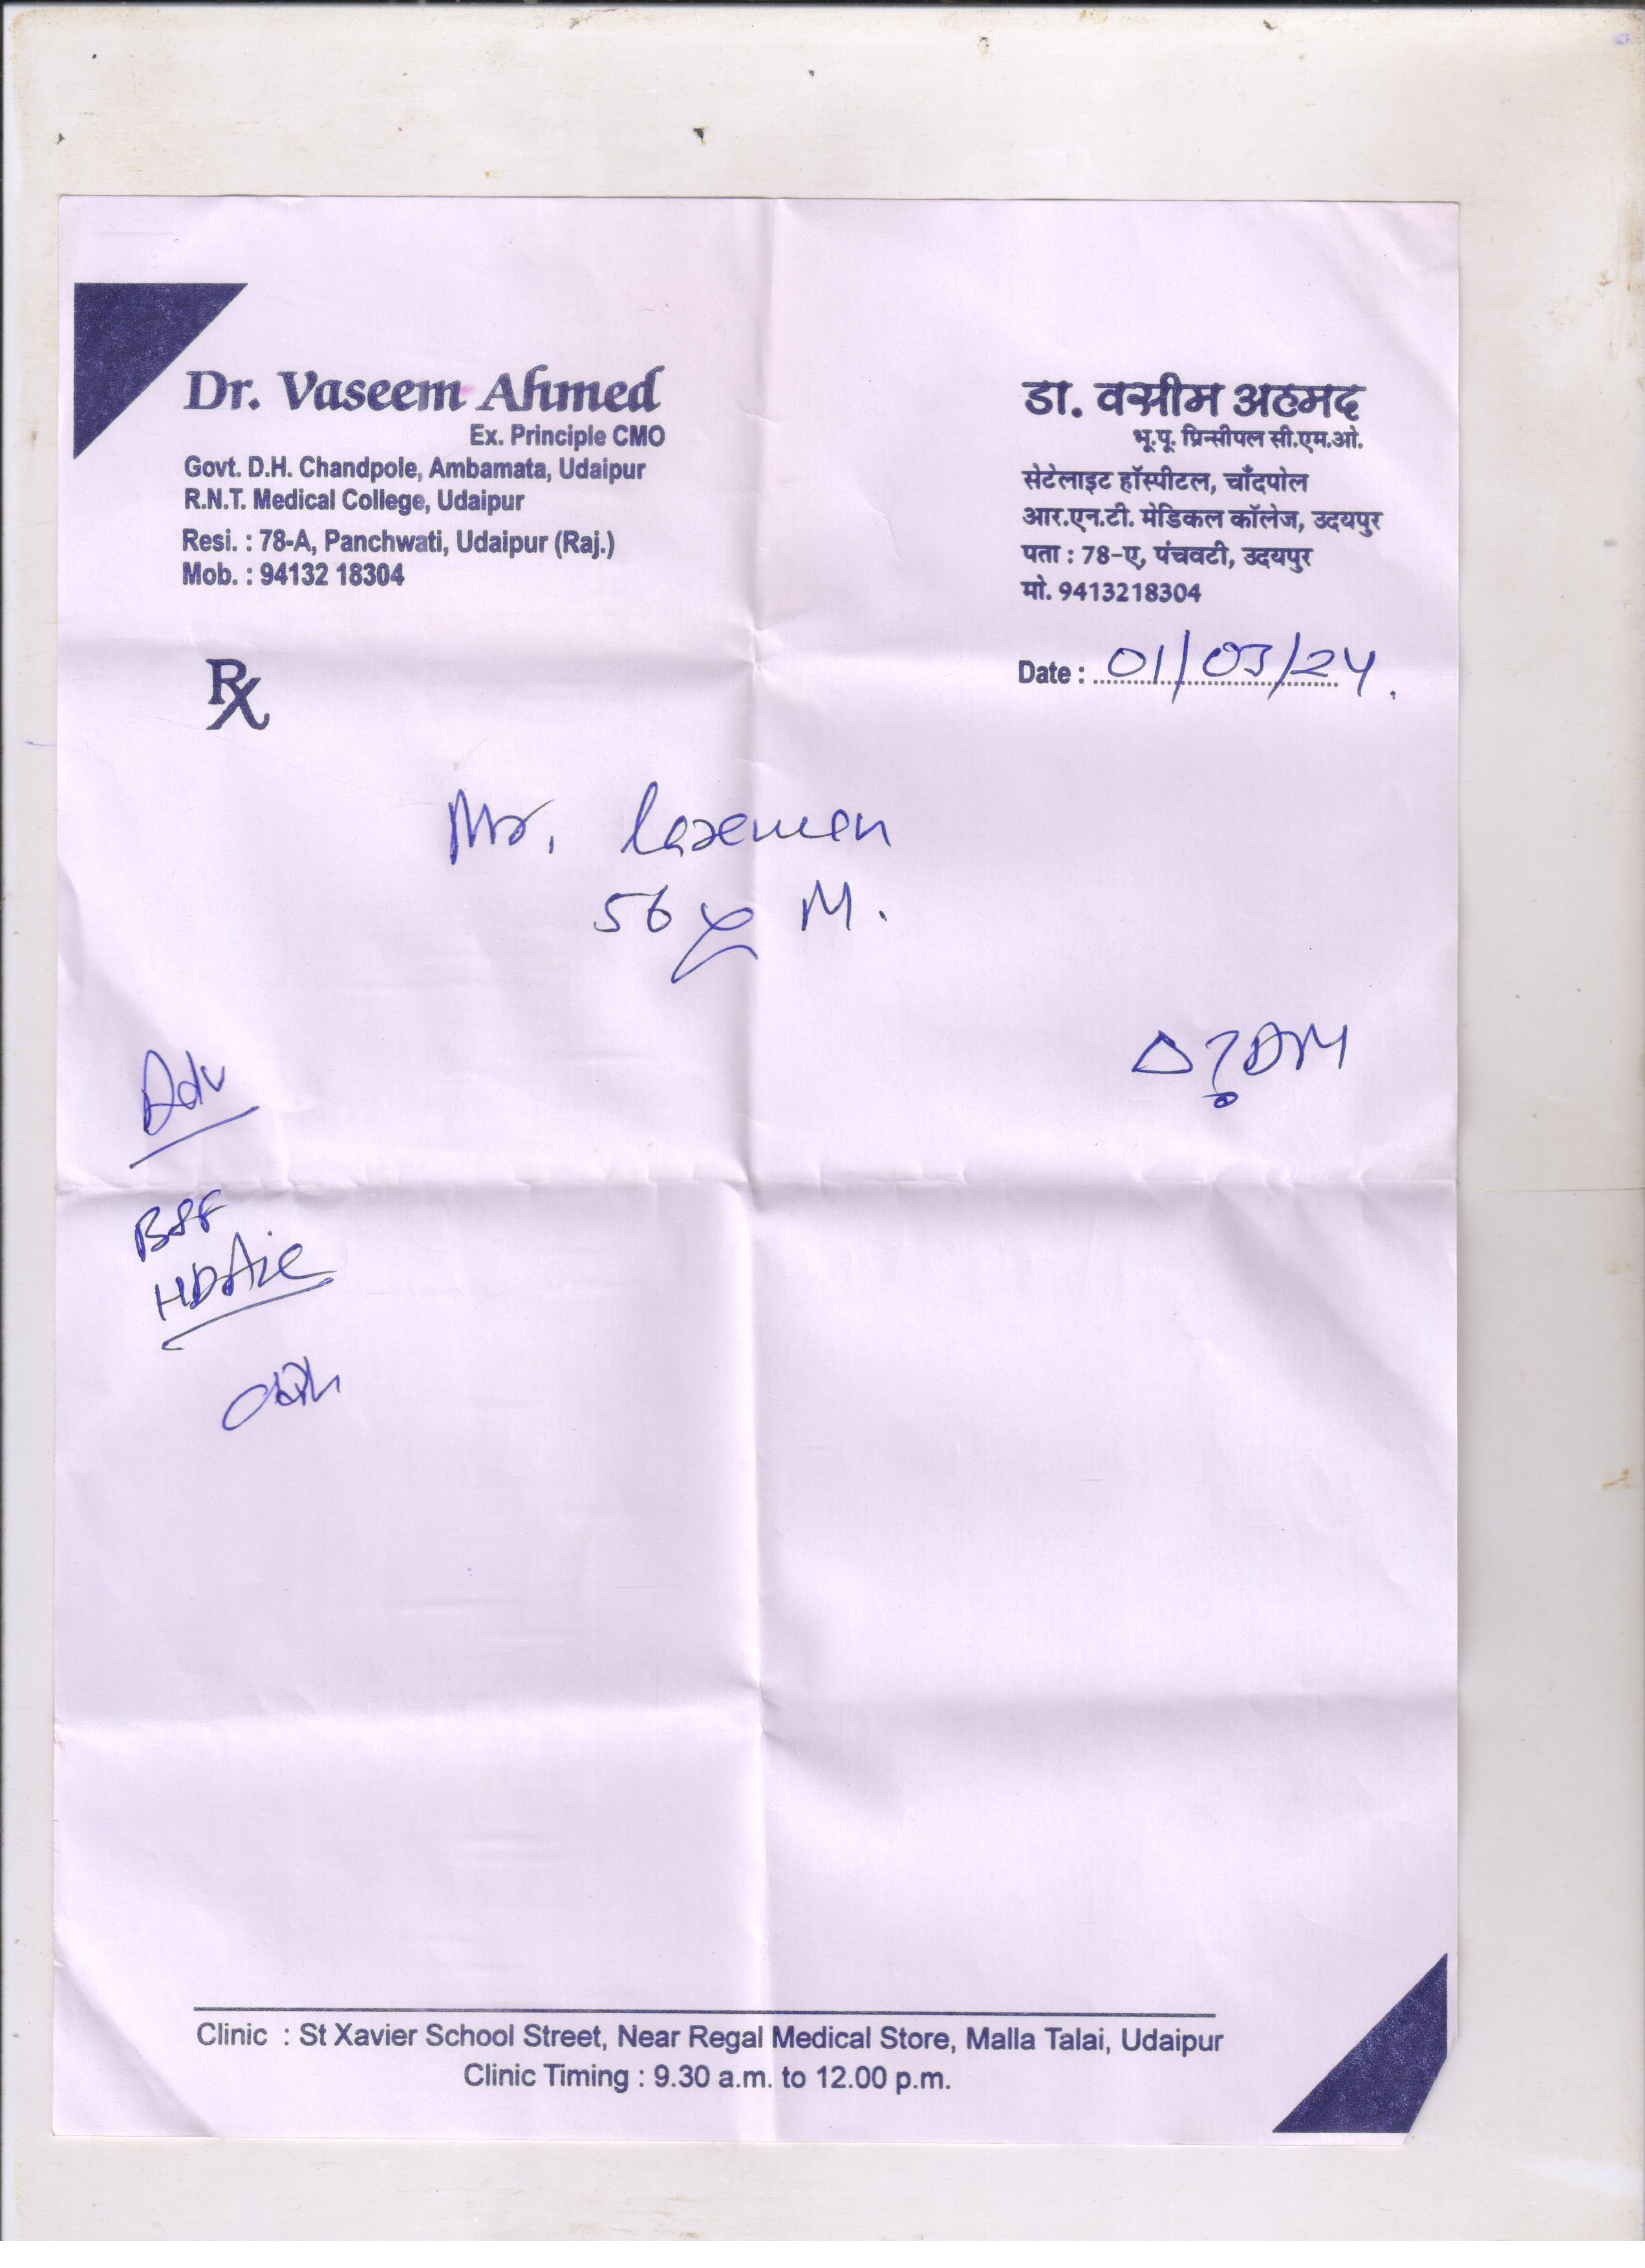 Dr. Vaseem Ahmed
Ex. Principle CMO
Govt. D.H. Chandpole, Ambamata, Udaipur
R.N.T. Medical College, Udaipur
Resi. : 78-A, Panchwati, Udaipur (Raj.)
Mob. : 94132 18304
डा. वसीम अहमद
भू.पू. प्रिन्सीपल सी.एम.ओ.
सेटेलाइट हॉस्पीटल, चाँदपोल
आर.एन.टी. मेडिकल कॉलेज, उदयपुर
पता : 78-ए, पंचवटी, उदयपुर
मो. 9413218304
Rx
Date : 01/03/24.
Mr.
56 y M.
Δ ? DM
Adv
BSF
Clinic : St Xavier School Street, Near Regal Medical Store, Malla Talai, Udaipur
Clinic Timing : 9.30 a.m. to 12.00 p.m.